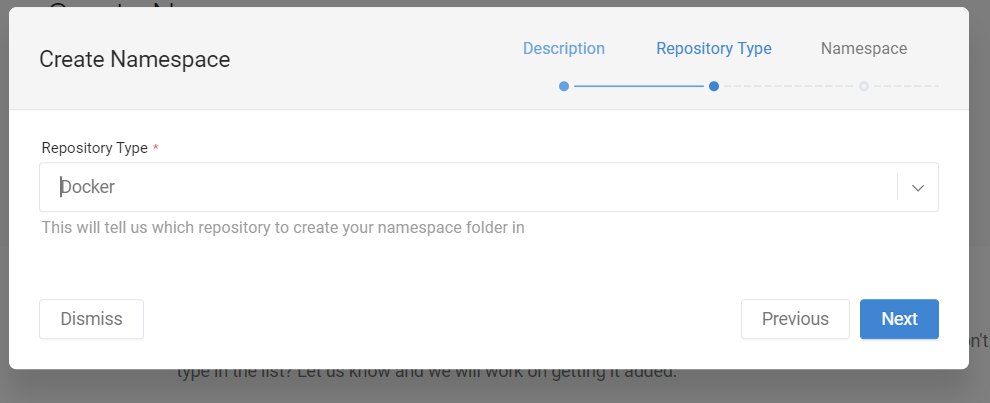 Create Namespace
Description
Repository Type
Namespace
Repository Type *
Docker
This will tell us which repository to create your namespace folder in
Dismiss
Previous
Next
on't
type in the list? Let us know and we will work on getting it added.